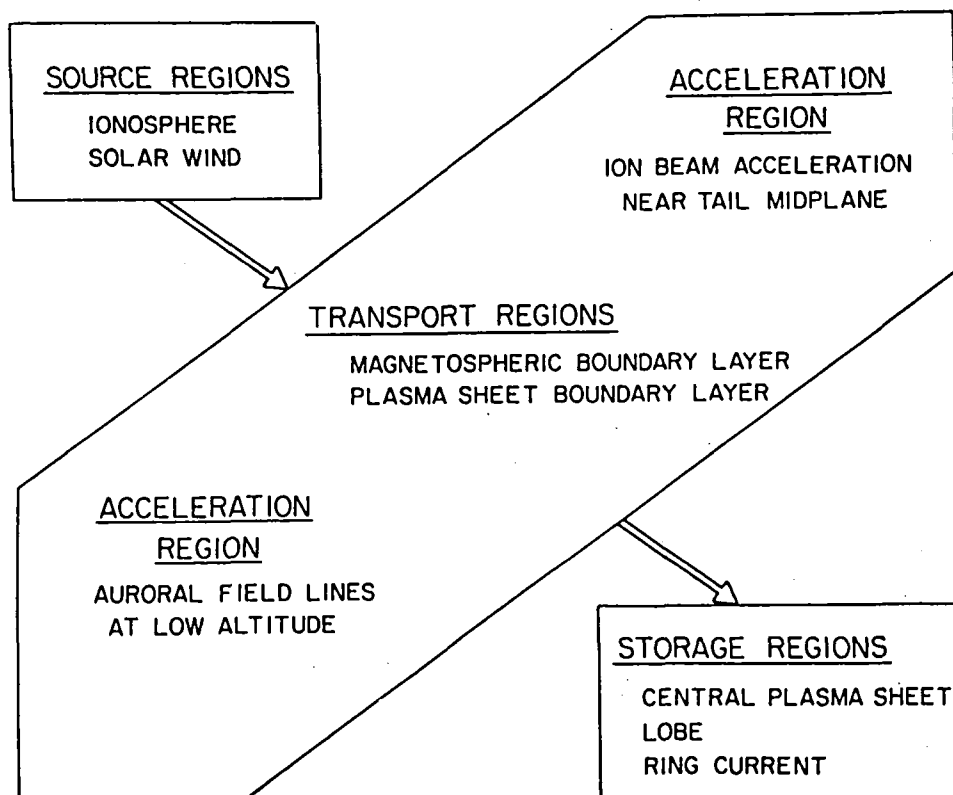 SOURCE REGIONS
IONOSPHERE
SOLAR WIND
ACCELERATION
REGION
ION BEAM ACCELERATION
NEAR TAIL MIDPLANE
TRANSPORT REGIONS
MAGNETOSPHERIC BOUNDARY LAYER
PLASMA SHEET BOUNDARY LAYER
ACCELERATION
REGION
AURORAL FIELD LINES
AT LOW ALTITUDE
STORAGE REGIONS
CENTRAL PLASMA SHEET
LOBE
RING CURRENT